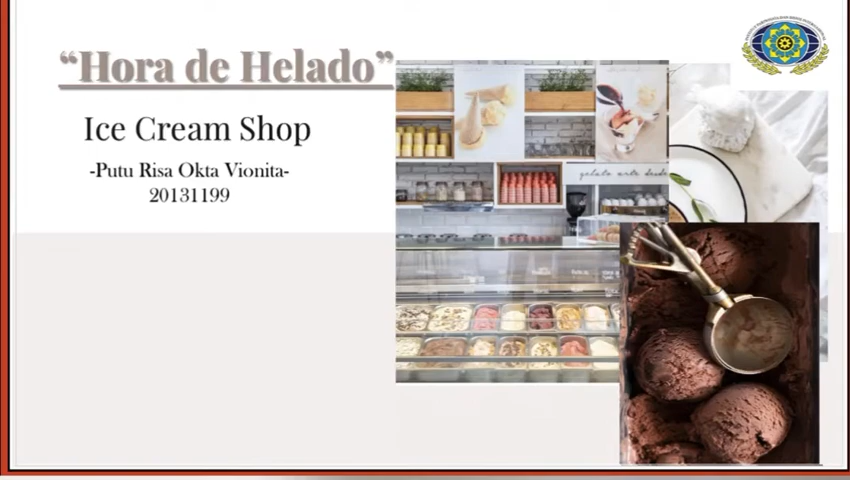 “Hora de Helado”
Ice Cream Shop
-Putu Risa Okta Vionita-
20131199